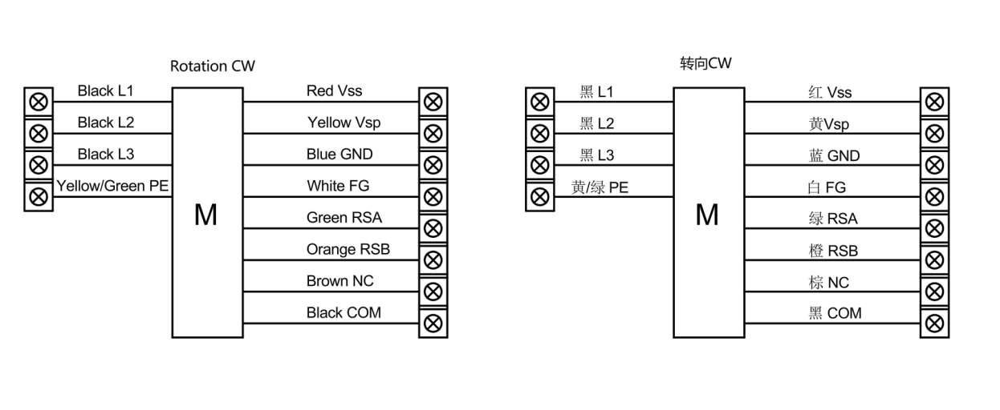 Rotation CW
Black L1
Black L2
Black L3
Yellow/Green PE
M
Red Vss
Yellow Vsp
Blue GND
White FG
Green RSA
Orange RSB
Brown NC
Black COM
转向CW
黑 L1
黑 L2
黑 L3
黄/绿 PE
M
红 Vss
黄Vsp
蓝 GND
白 FG
绿 RSA
橙 RSB
棕 NC
黑 COM